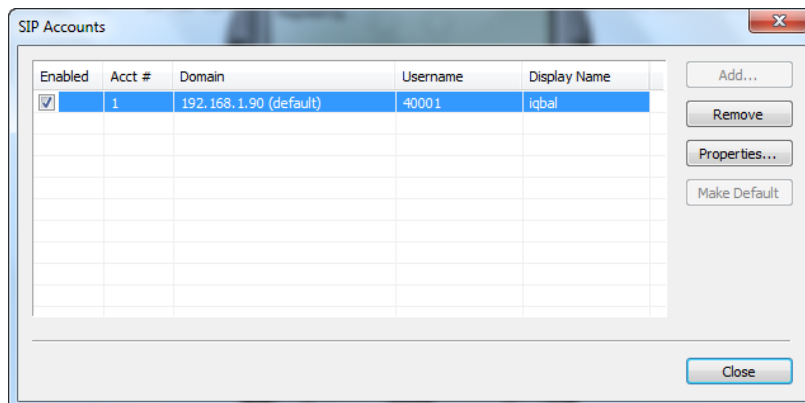 SIP Accounts
Enabled Acct # Domain Username Display Name
1 192.168.1.90 (default) 40001 iqbal
Add...
Remove
Properties...
Make Default
Close